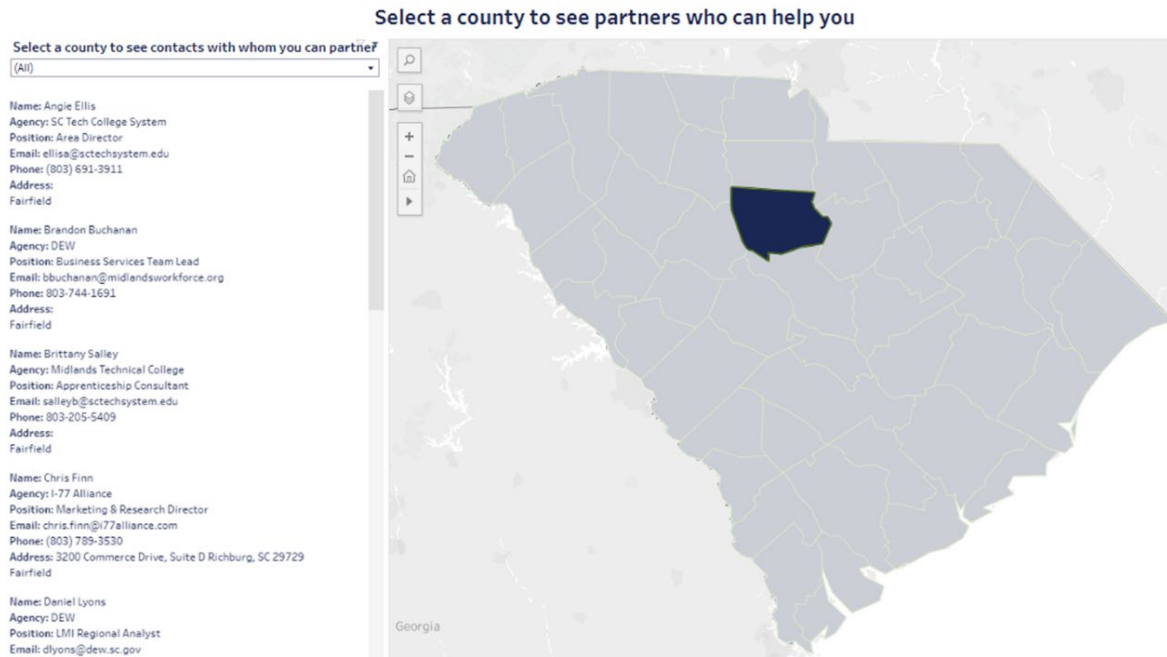 Select a county to see partners who can help you
Select a county to see contacts with whom you can partner
(All)
Name: Angie Ellis
Agency: SC Tech College System
Position: Area Director
Email: ellisa@sctechsystem.edu
Phone: (803) 691-3911
Address:
Fairfield
Name: Brandon Buchanan
Agency: DEW
Position: Business Services Team Lead
Email: bbuchanan@midlandsworkforce.org
Phone: 803-744-1691
Address:
Fairfield
Name: Brittany Salley
Agency: Midlands Technical College
Position: Apprenticeship Consultant
Email: salleyb@sctechsystem.edu
Phone: 803-205-5409
Address:
Fairfield
Name: Chris Finn
Agency: I-77 Alliance
Position: Marketing & Research Director
Email: chris.finn@i77alliance.com
Phone: (803) 789-3530
Address: 3200 Commerce Drive, Suite D Richburg, SC 29729
Fairfield
Name: Daniel Lyons
Agency: DEW
Position: LMI Regional Analyst
Email: dlyons@dew.sc.gov
Georgia